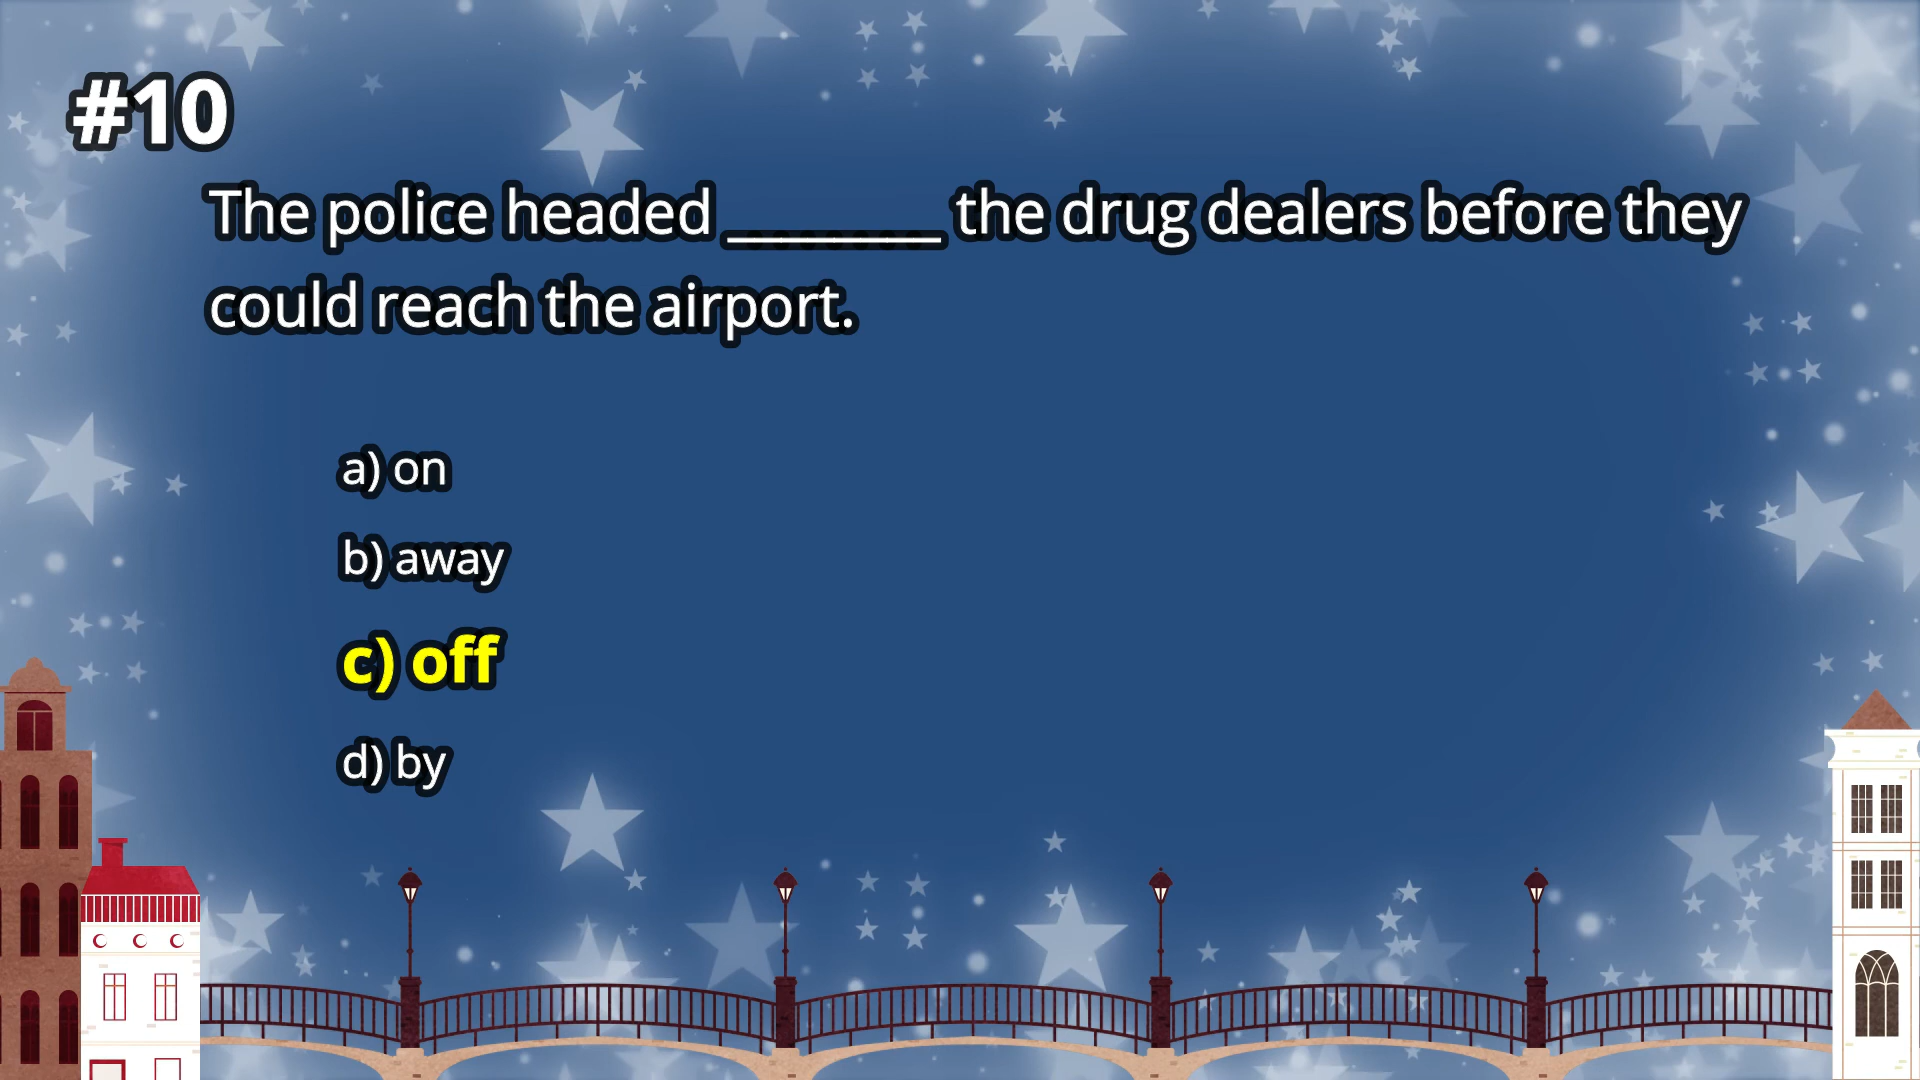 #10
The police headed ________ the drug dealers before they
could reach the airport.
a) on
b) away
c) off
d) by